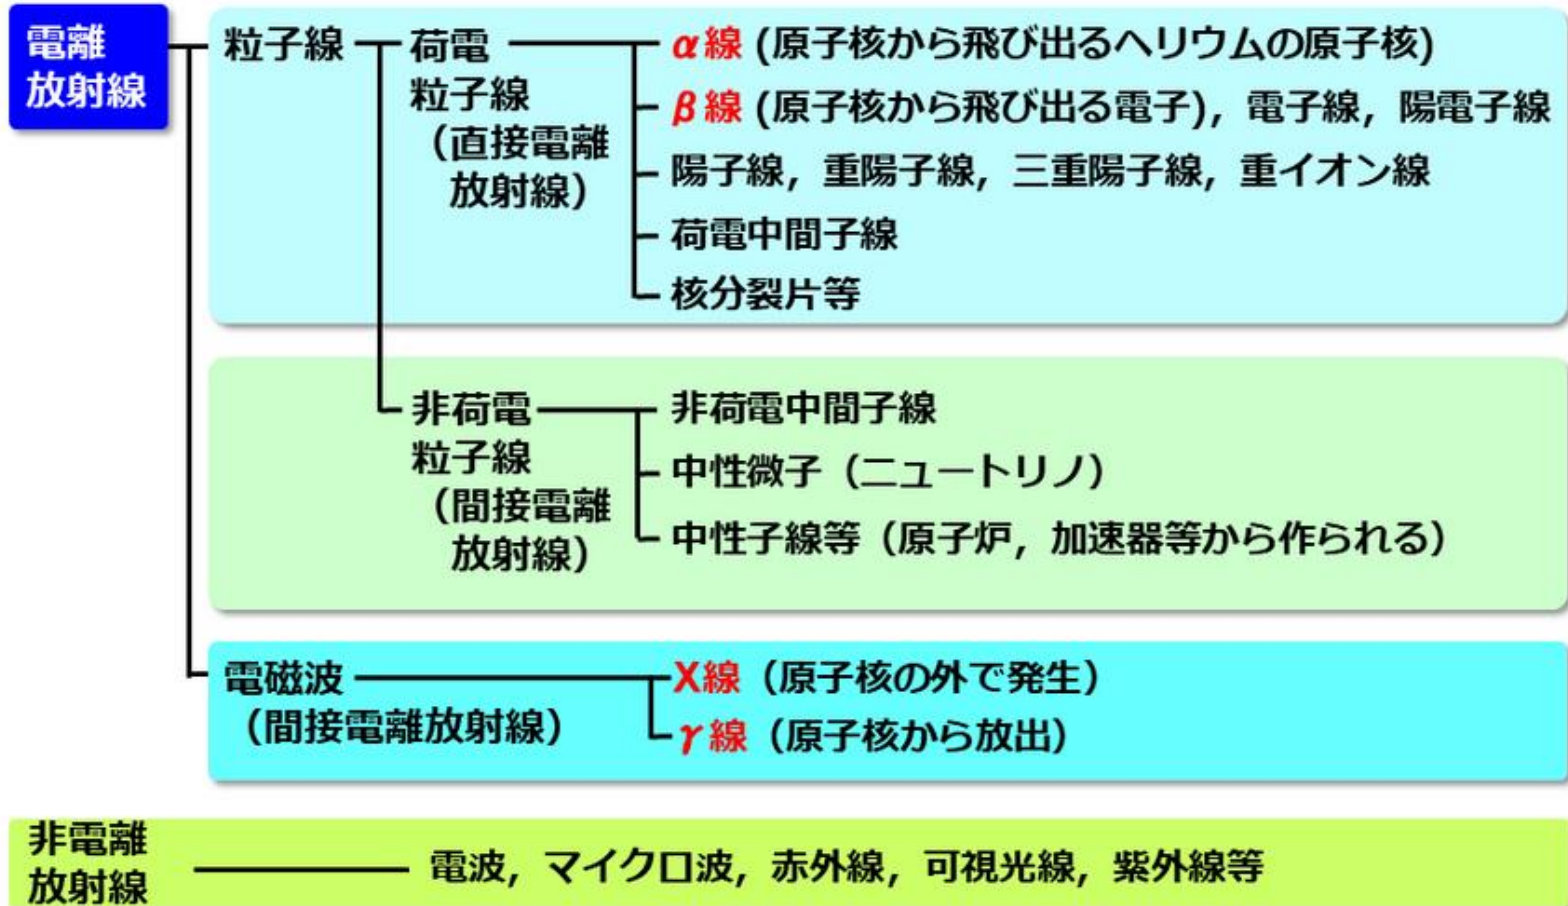 電離
放射線
粒子線
荷電
粒子線
(直接電離
放射線)
α線 (原子核から飛び出るヘリウムの原子核)
β線 (原子核から飛び出る電子), 電子線, 陽電子線
陽子線, 重陽子線, 三重陽子線, 重イオン線
荷電中間子線
核分裂片等
非荷電
粒子線
(間接電離
放射線)
非荷電中間子線
中性微子（ニュートリノ）
中性子線等（原子炉, 加速器等から作られる）
電磁波
(間接電離放射線)
X線（原子核の外で発生）
γ線（原子核から放出）
非電離
放射線
電波, マイクロ波, 赤外線, 可視光線, 紫外線等